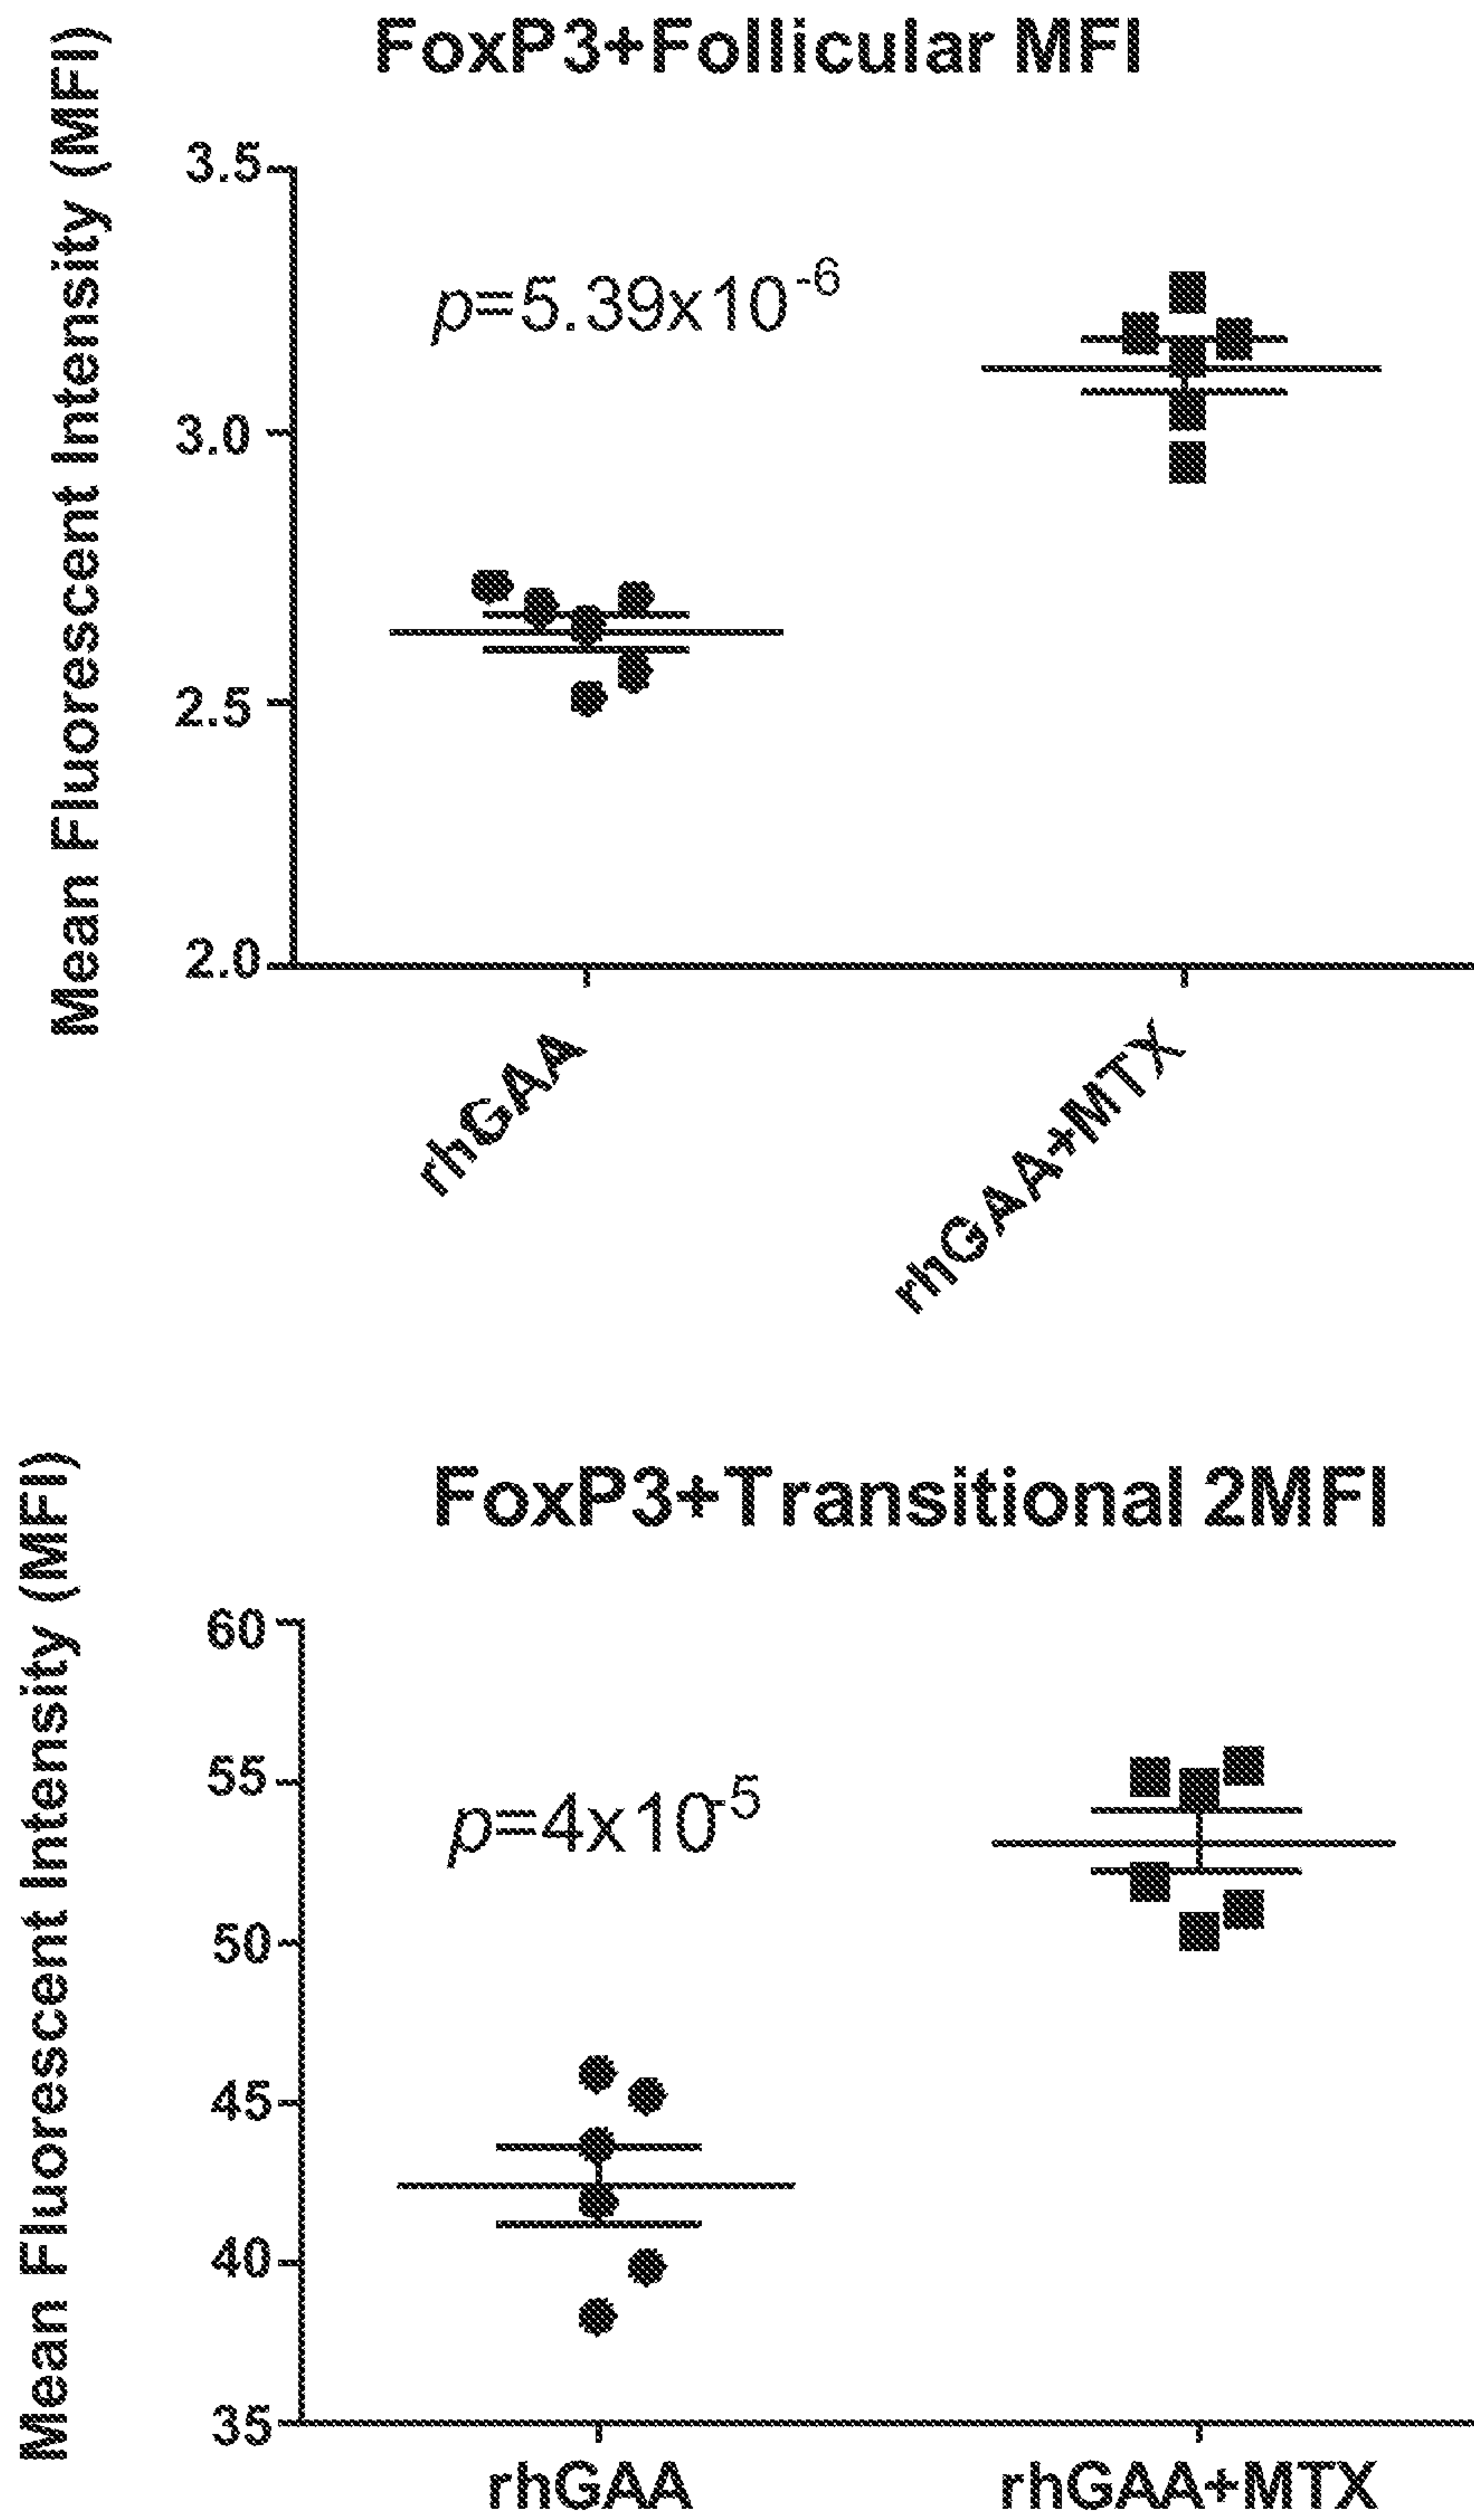 FoxP3+Follicular MFI
Mean Fluorescent Intensity (MFI)
3.5
3.0
2.5
2.0
p=5.39x10-6
rhGAA
rhGAA+MTX
FoxP3+Transitional 2MFI
Mean Fluorescent Intensity (MFI)
60
55
50
45
40
35
p=4x10-5
rhGAA
rhGAA+MTX